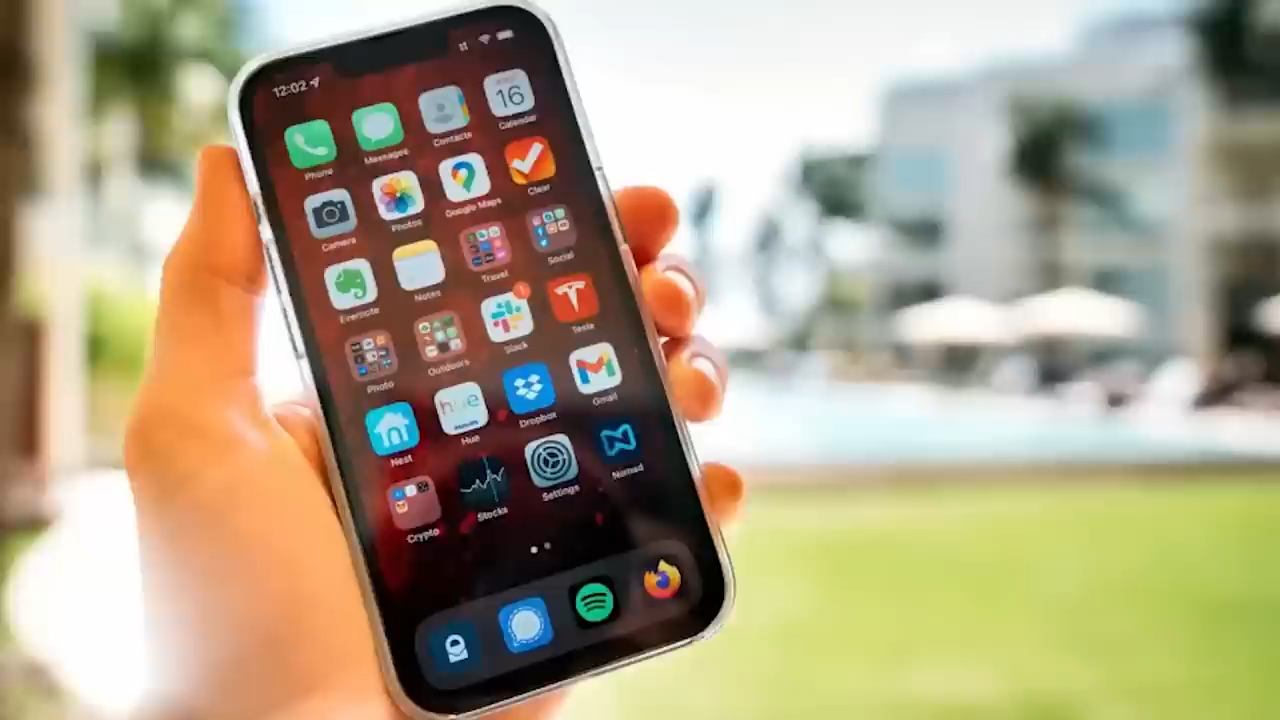 12:02
16
Phone Messages Contacts Calendar
Camera Photos Google Maps Clear
Evernote Notes Travel Social
Photo Outdoors Slack Tesla
1
hue
Nest Hue Dropbox Gmail
Crypto Stocks Settings Nomad